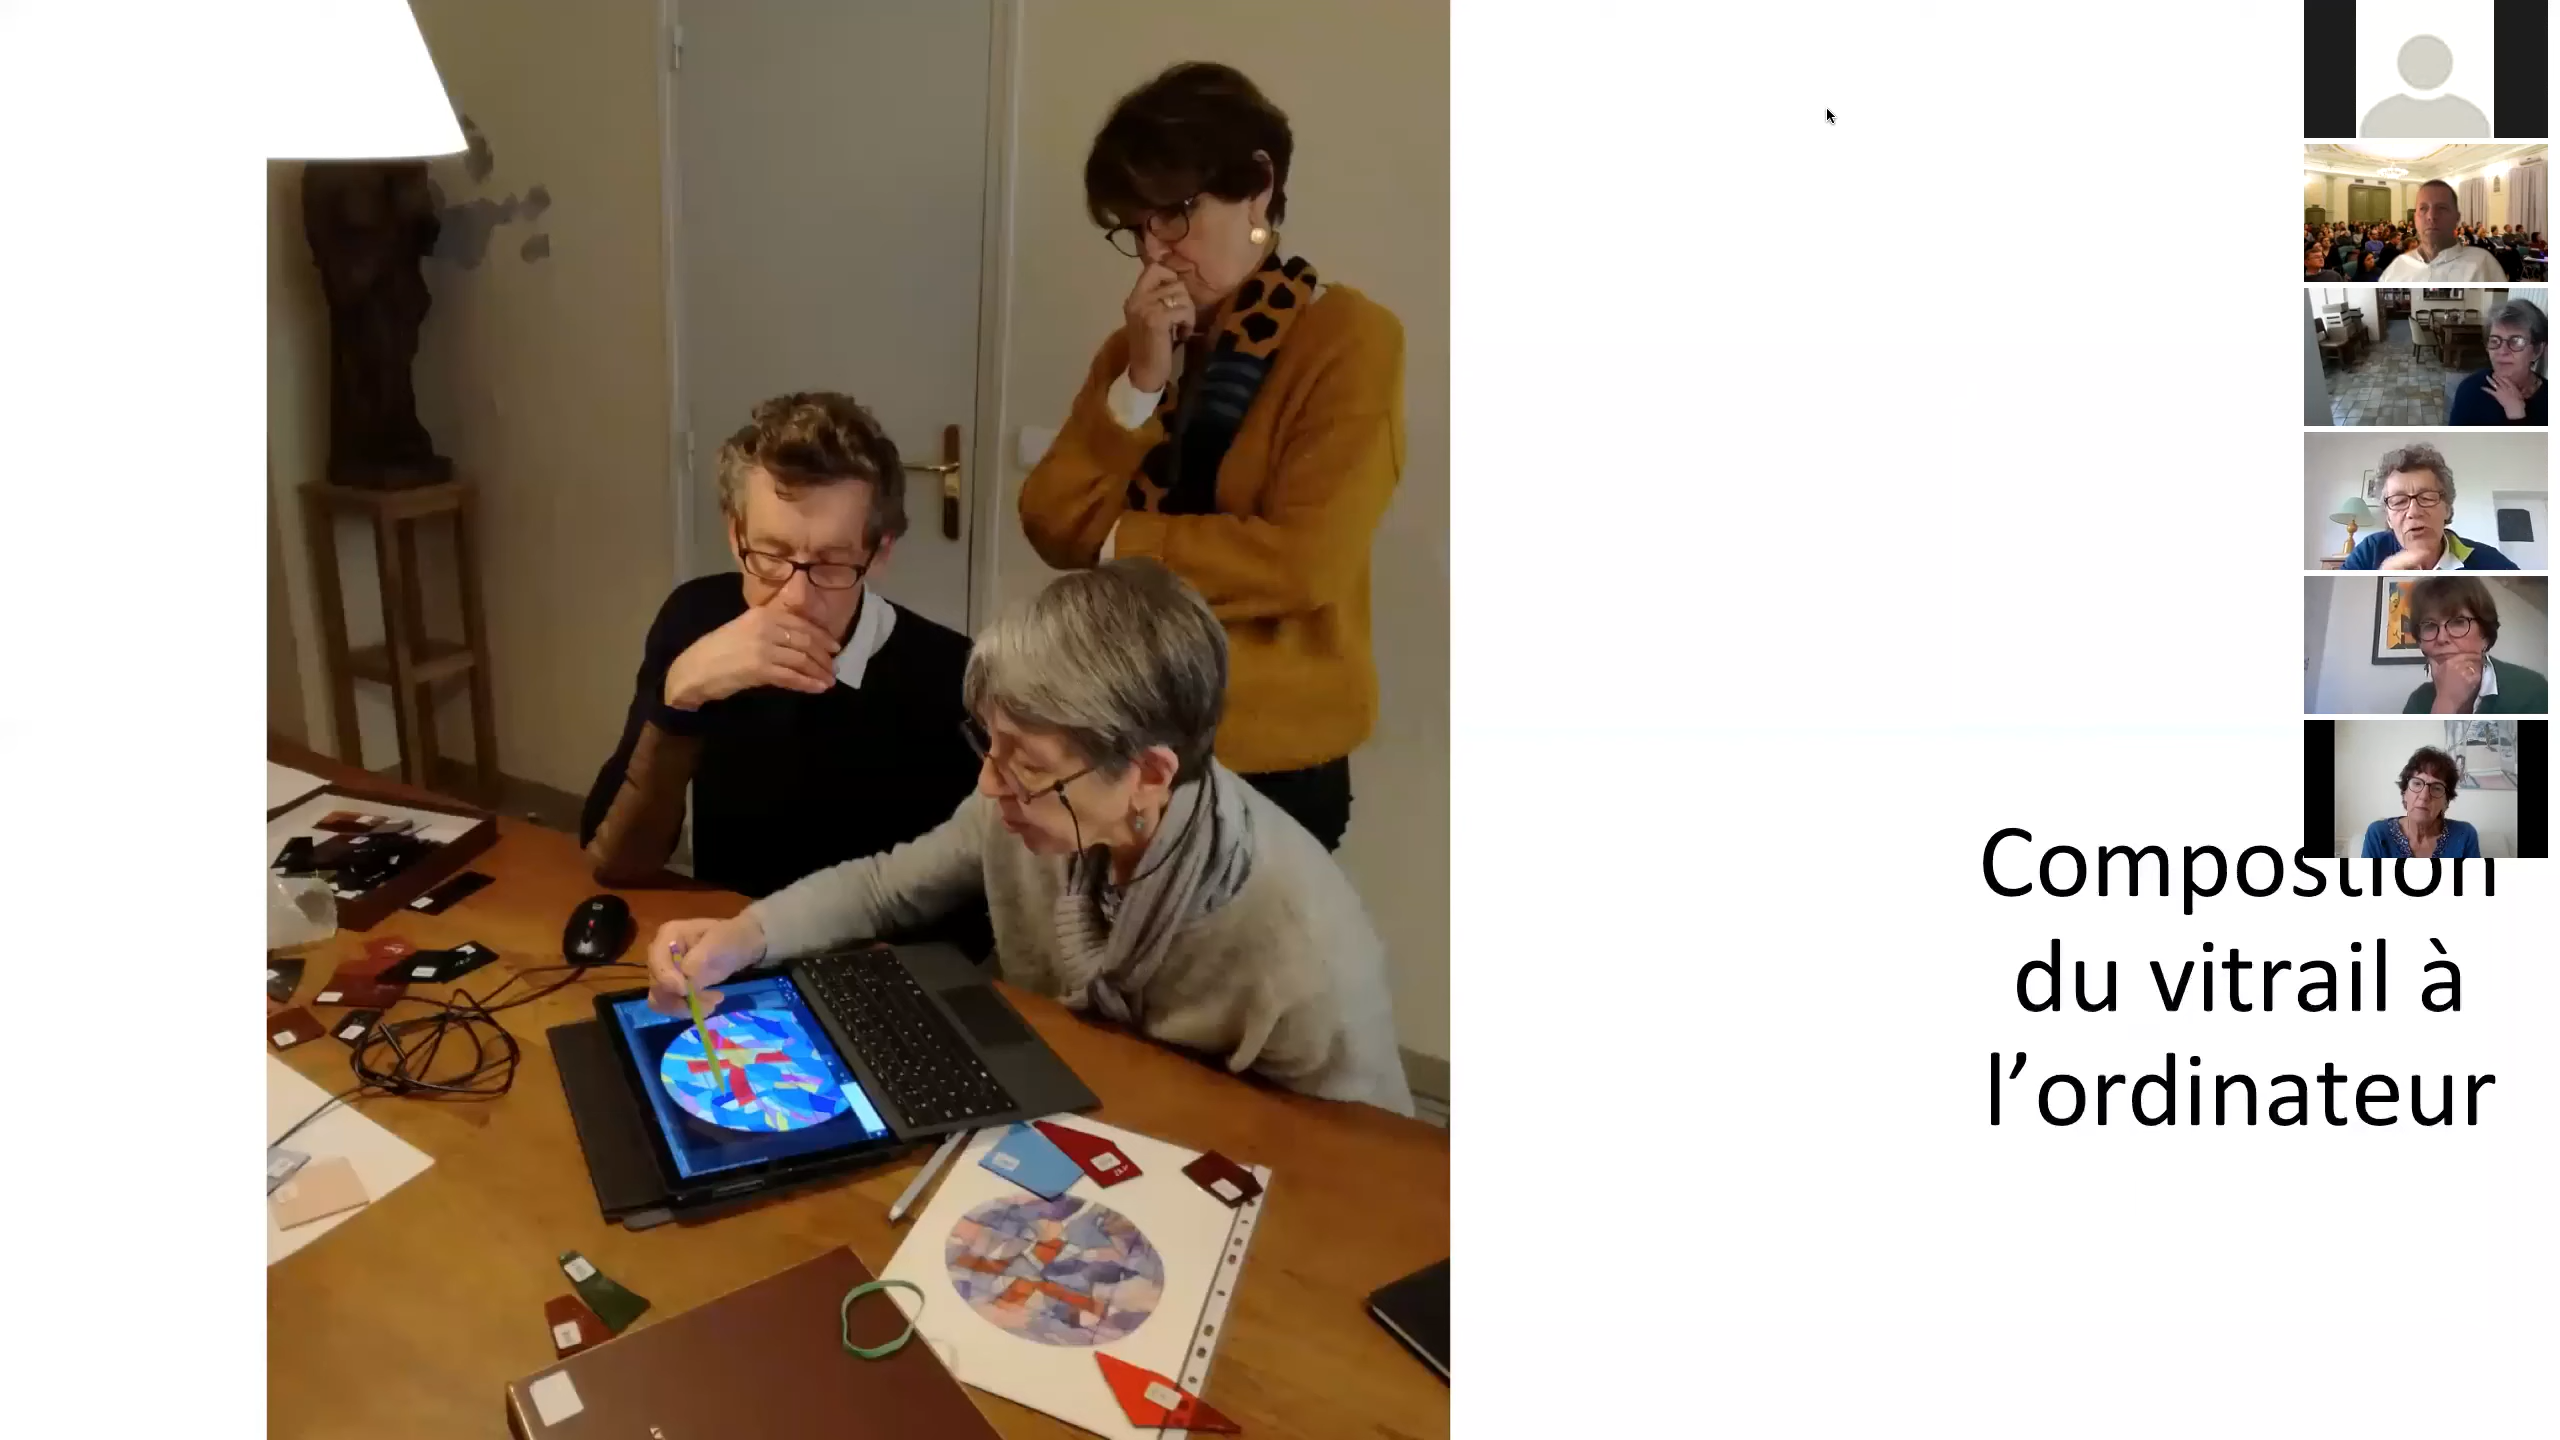 Compostion
du vitrail à
l’ordinateur